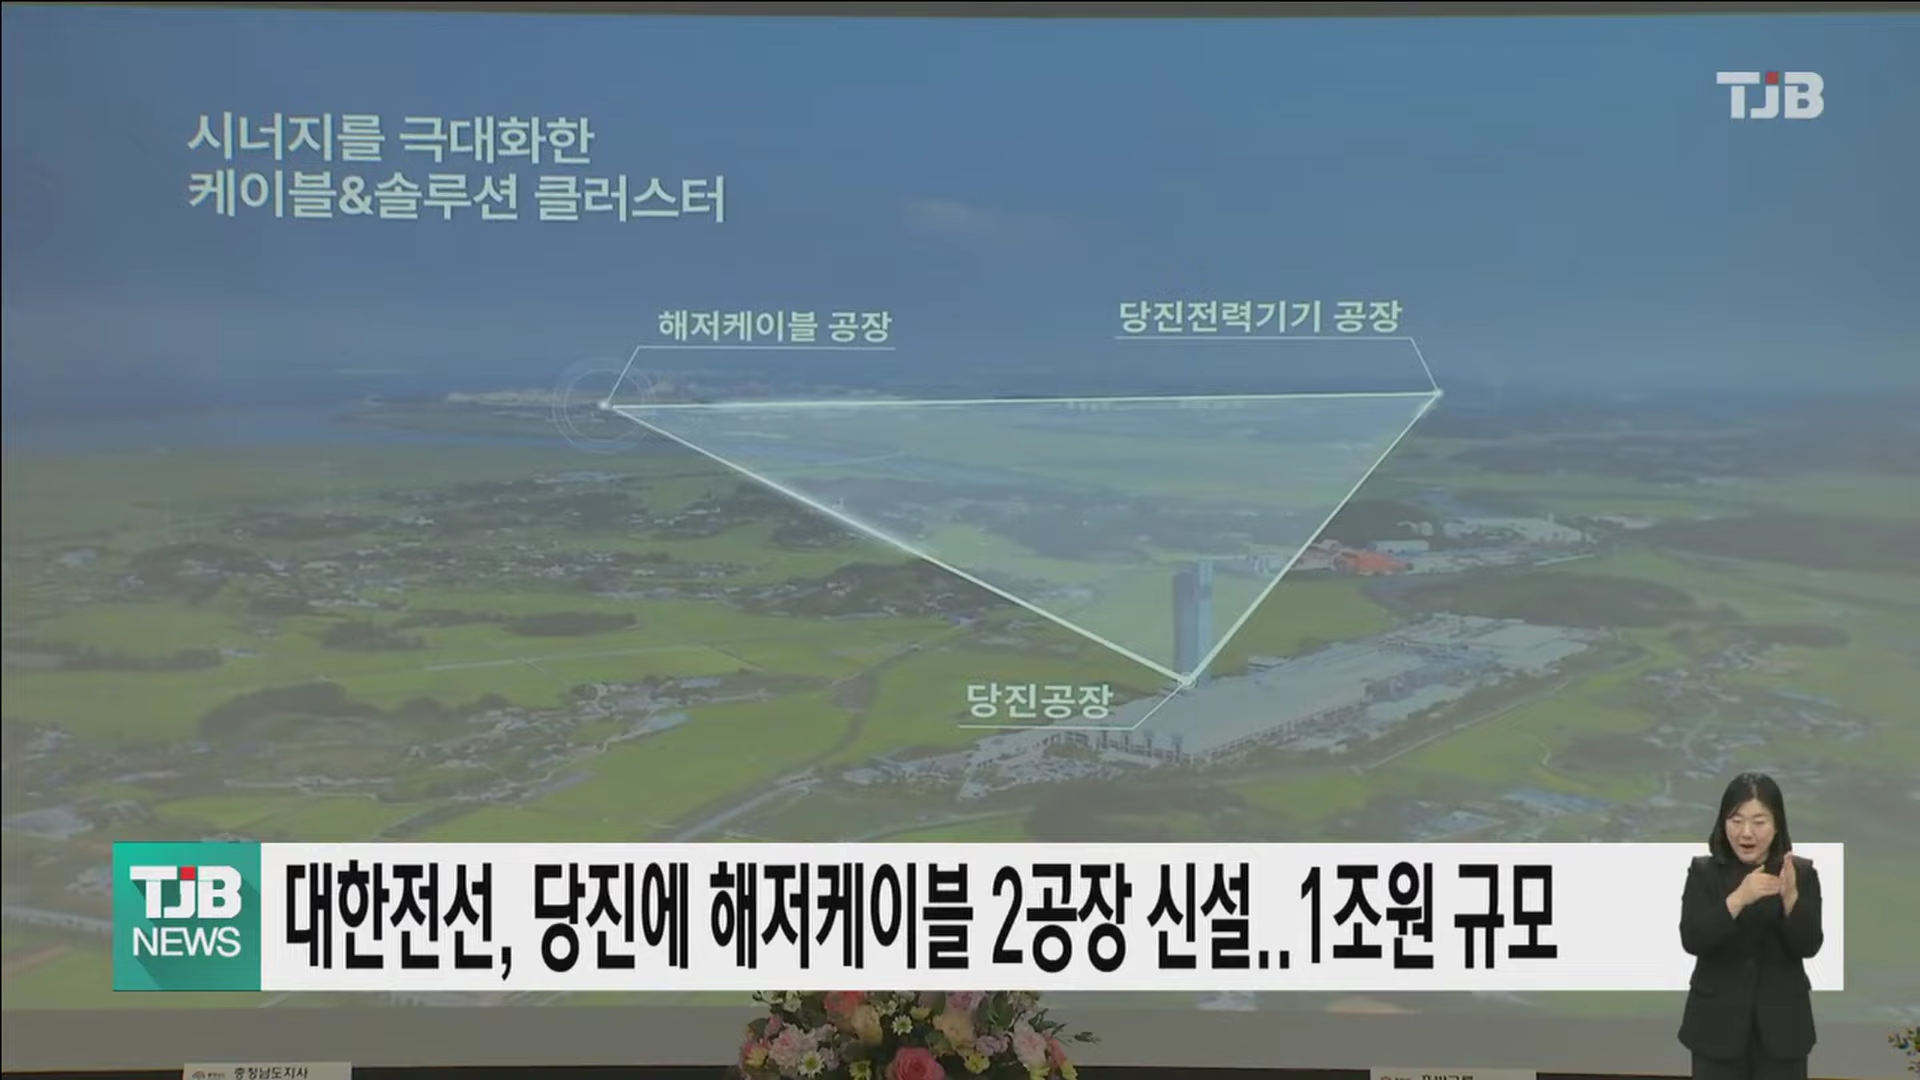 TJB
시너지를 극대화한
케이블&솔루션 클러스터
해저케이블 공장
당진전력기기 공장
당진공장
TJB
NEWS
대한전선, 당진에 해저케이블 2공장 신설..1조원 규모
충청남도지사